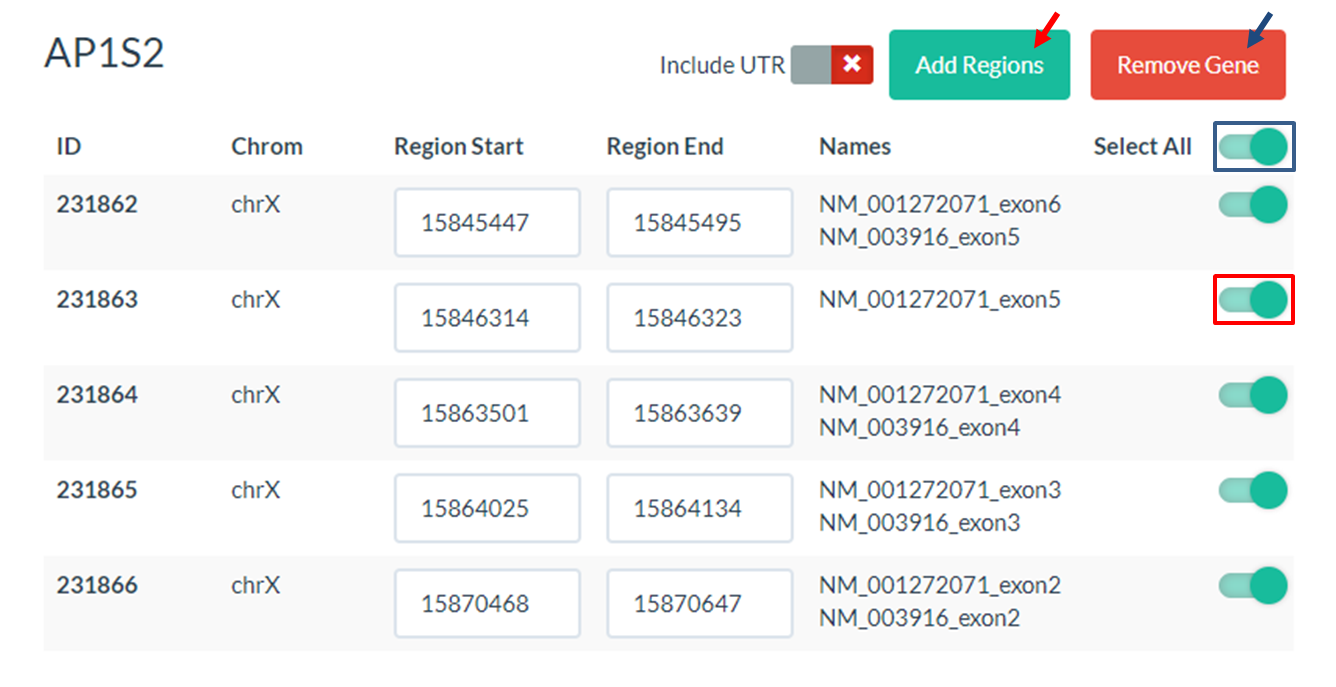 AP1S2
Include UTR
Add Regions
Remove Gene
ID Chrom Region Start Region End Names Select All
231862 chrX 15845447 15845495 NM_001272071_exon6
NM_003916_exon5
231863 chrX 15846314 15846323 NM_001272071_exon5
231864 chrX 15863501 15863639 NM_001272071_exon4
NM_003916_exon4
231865 chrX 15864025 15864134 NM_001272071_exon3
NM_003916_exon3
231866 chrX 15870468 15870647 NM_001272071_exon2
NM_003916_exon2